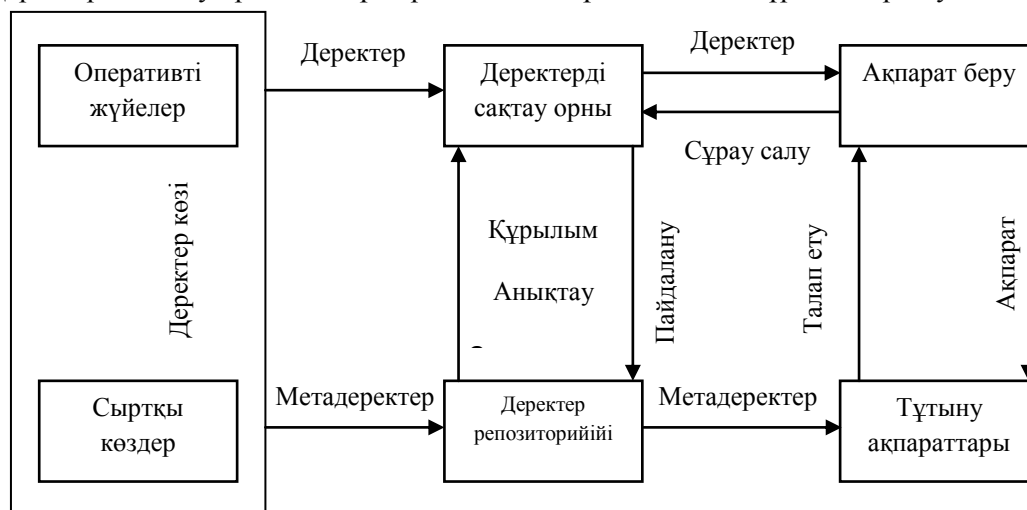 Оперативті
жүйелер
Деректер
Деректерді
сақтау орны
Деректер
Ақпарат беру
Сұрау салу
Деректер көзі
Құрылым
Анықтау
Пайдалану
Талап ету
Ақпарат
Сыртқы
көздер
Метадеректер
Деректер
репозиторийійі
Метадеректер
Тұтыну
ақпараттары